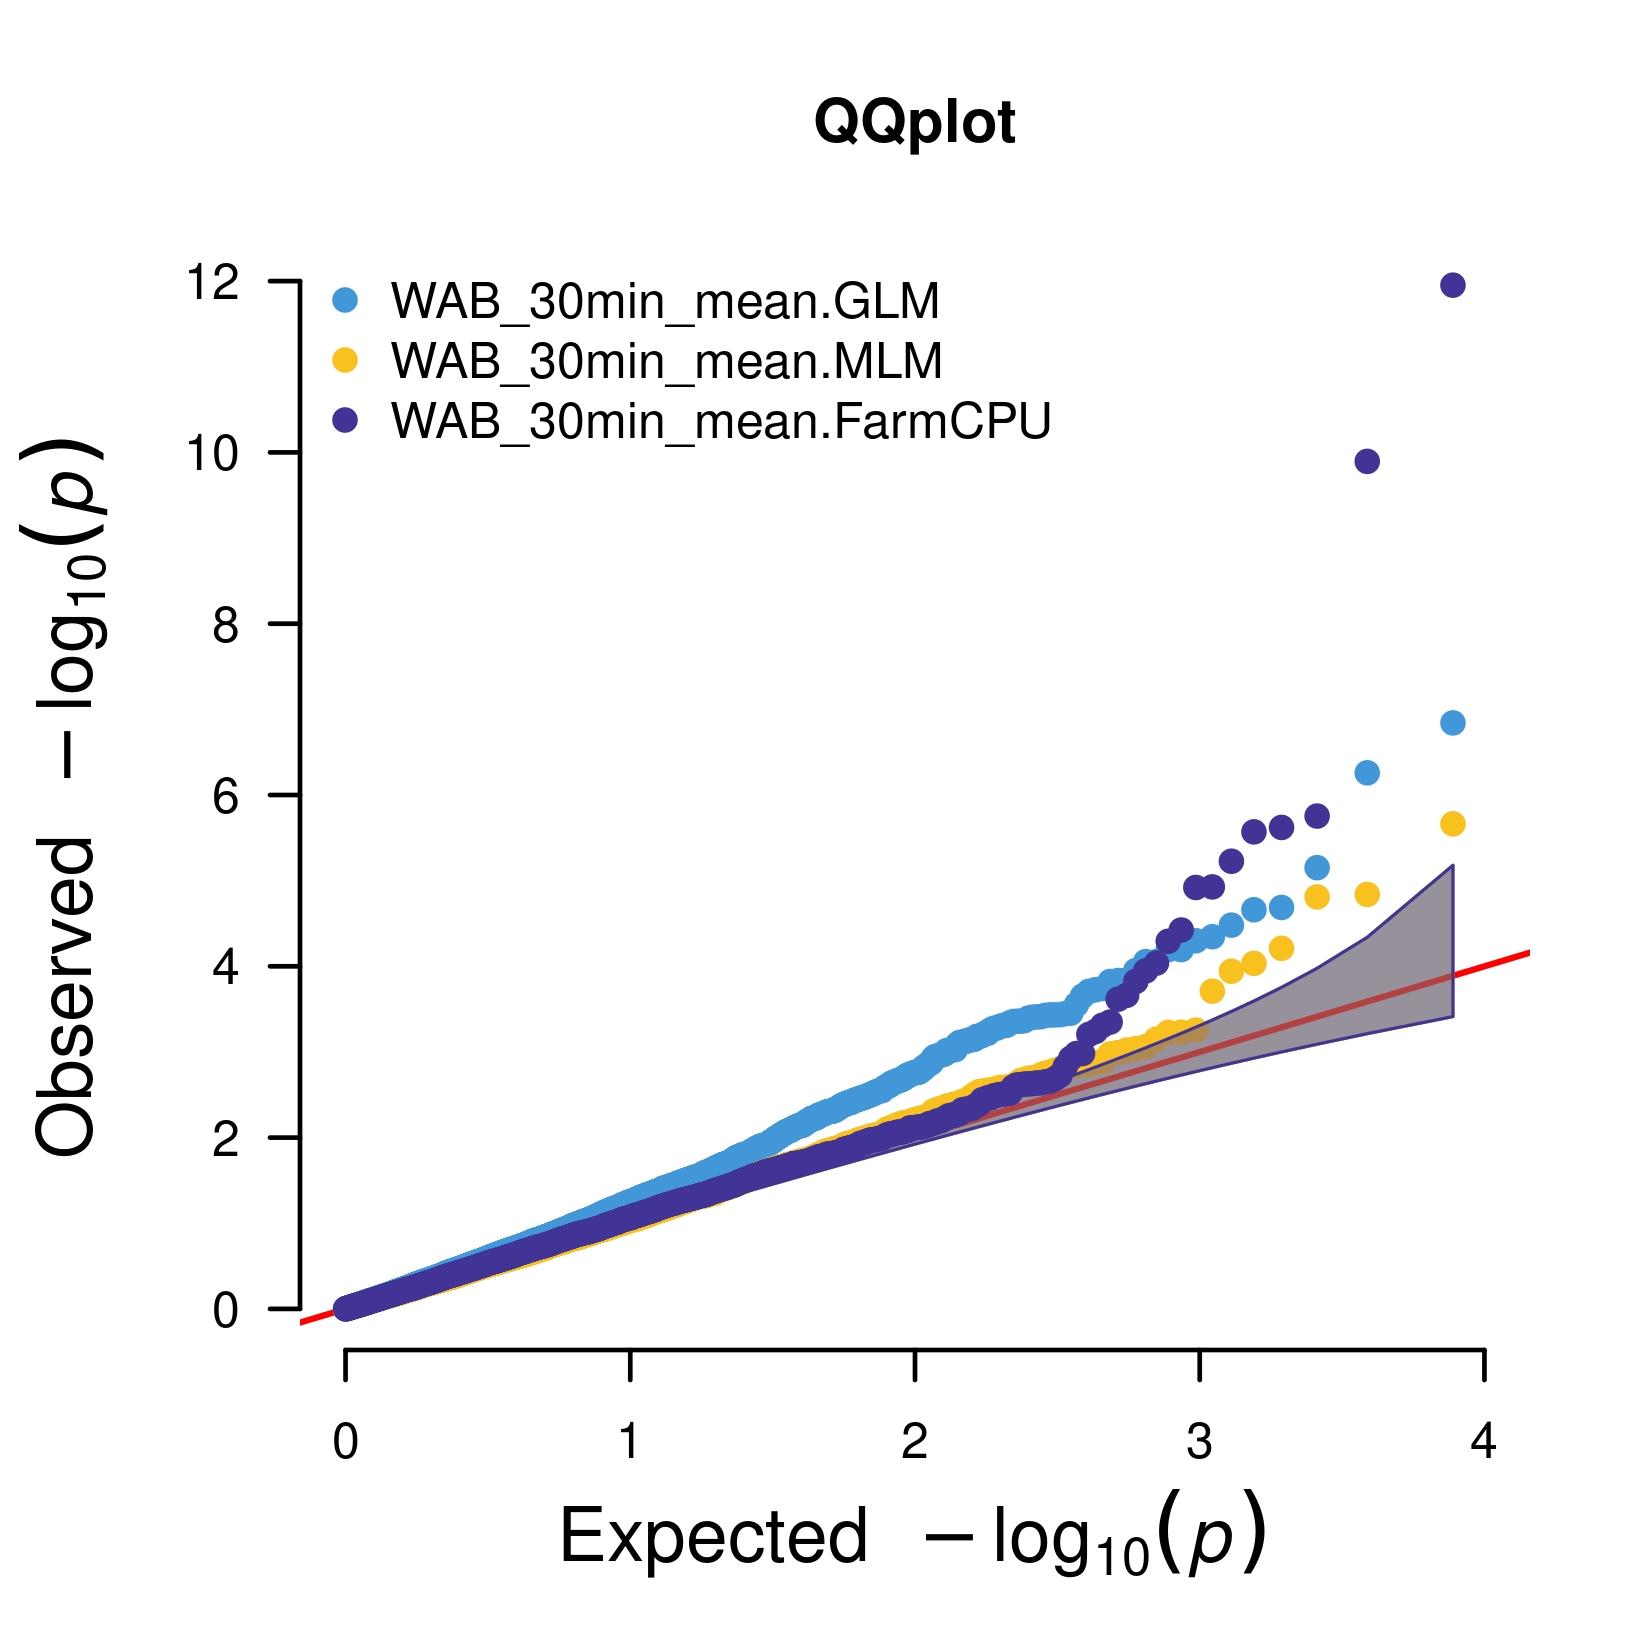 QQplot
WAB_30min_mean.GLM
WAB_30min_mean.MLM
WAB_30min_mean.FarmCPU
12
10
8
6
4
2
0
Observed −log₁₀(p)
0 1 2 3 4
Expected −log₁₀(p)